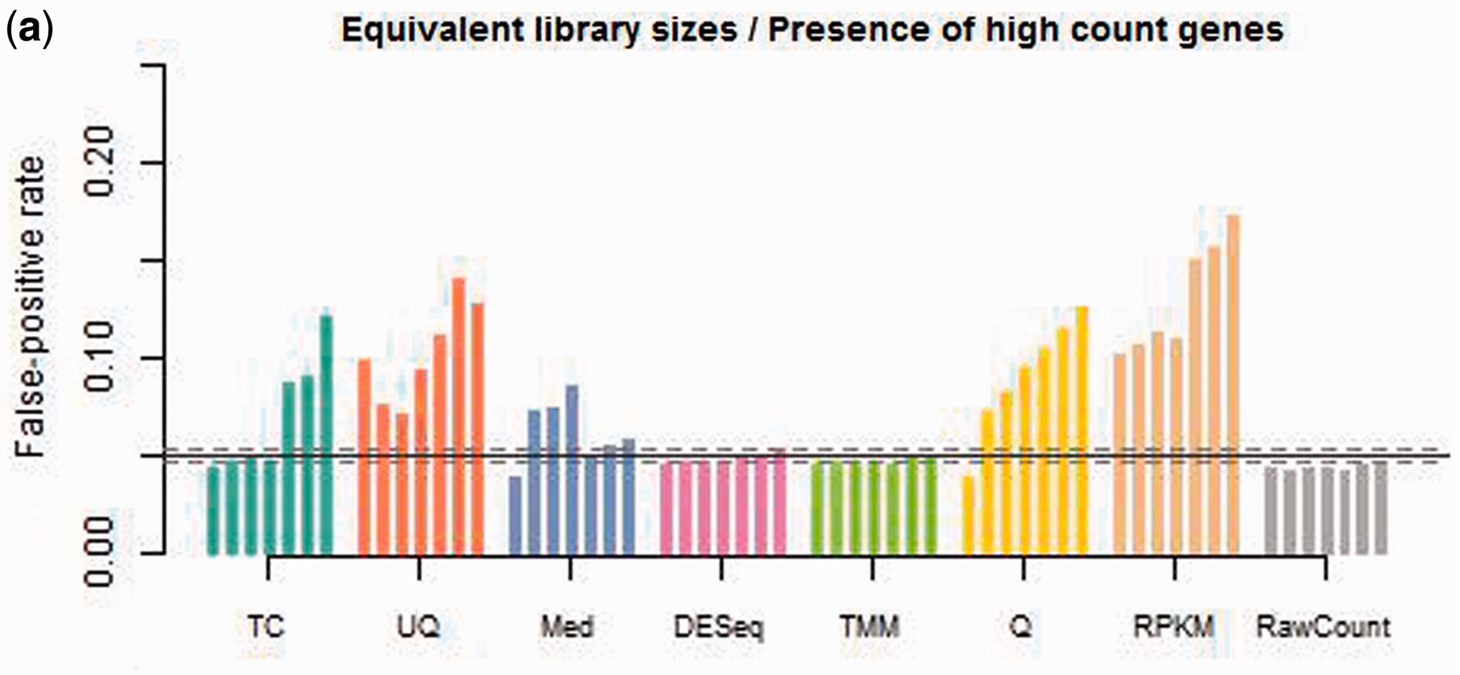 (a)
Equivalent library sizes / Presence of high count genes
False-positive rate
0.20
0.10
0.00
TC UQ Med DESeq TMM Q RPKM RawCount